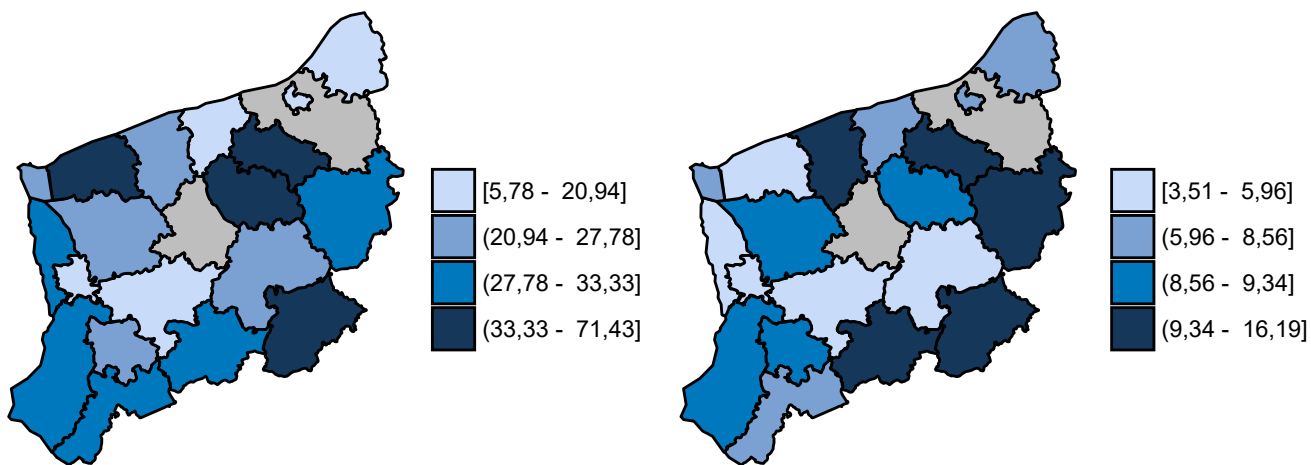 [5,78 - 20,94]
(20,94 - 27,78]
(27,78 - 33,33]
(33,33 - 71,43]
[3,51 - 5,96]
(5,96 - 8,56]
(8,56 - 9,34]
(9,34 - 16,19]